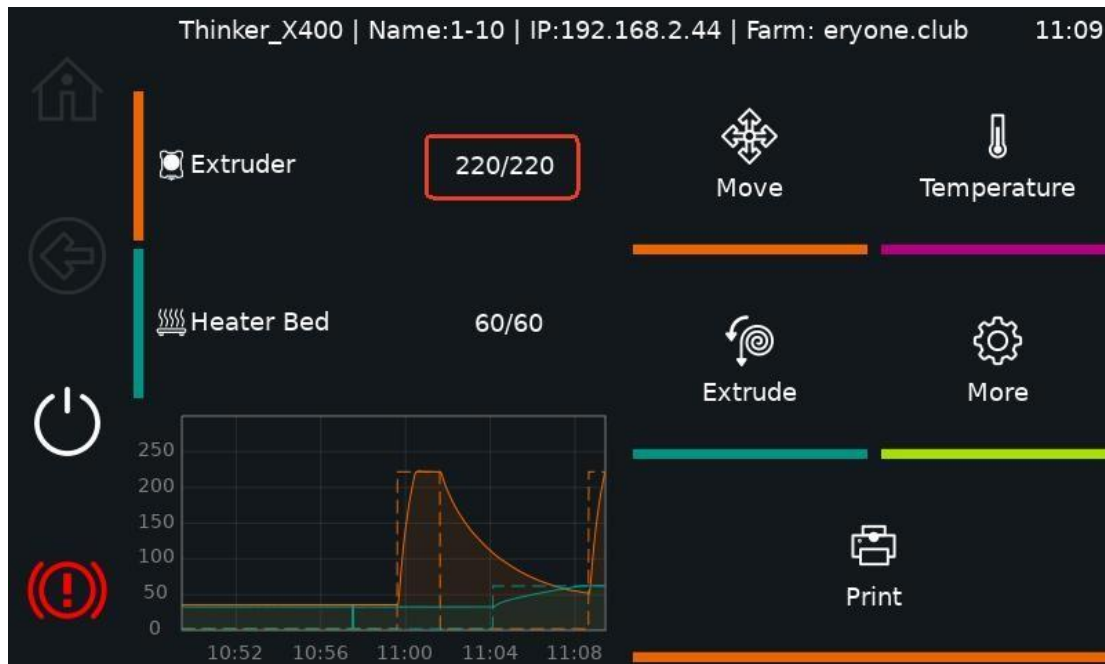 Thinker_X400 | Name:1-10 | IP:192.168.2.44 | Farm: eryone.club 11:09
Extruder 220/220
Move
Temperature
Heater Bed 60/60
Extrude
More
250
200
150
100
50
0
10:52 10:56 11:00 11:04 11:08
Print